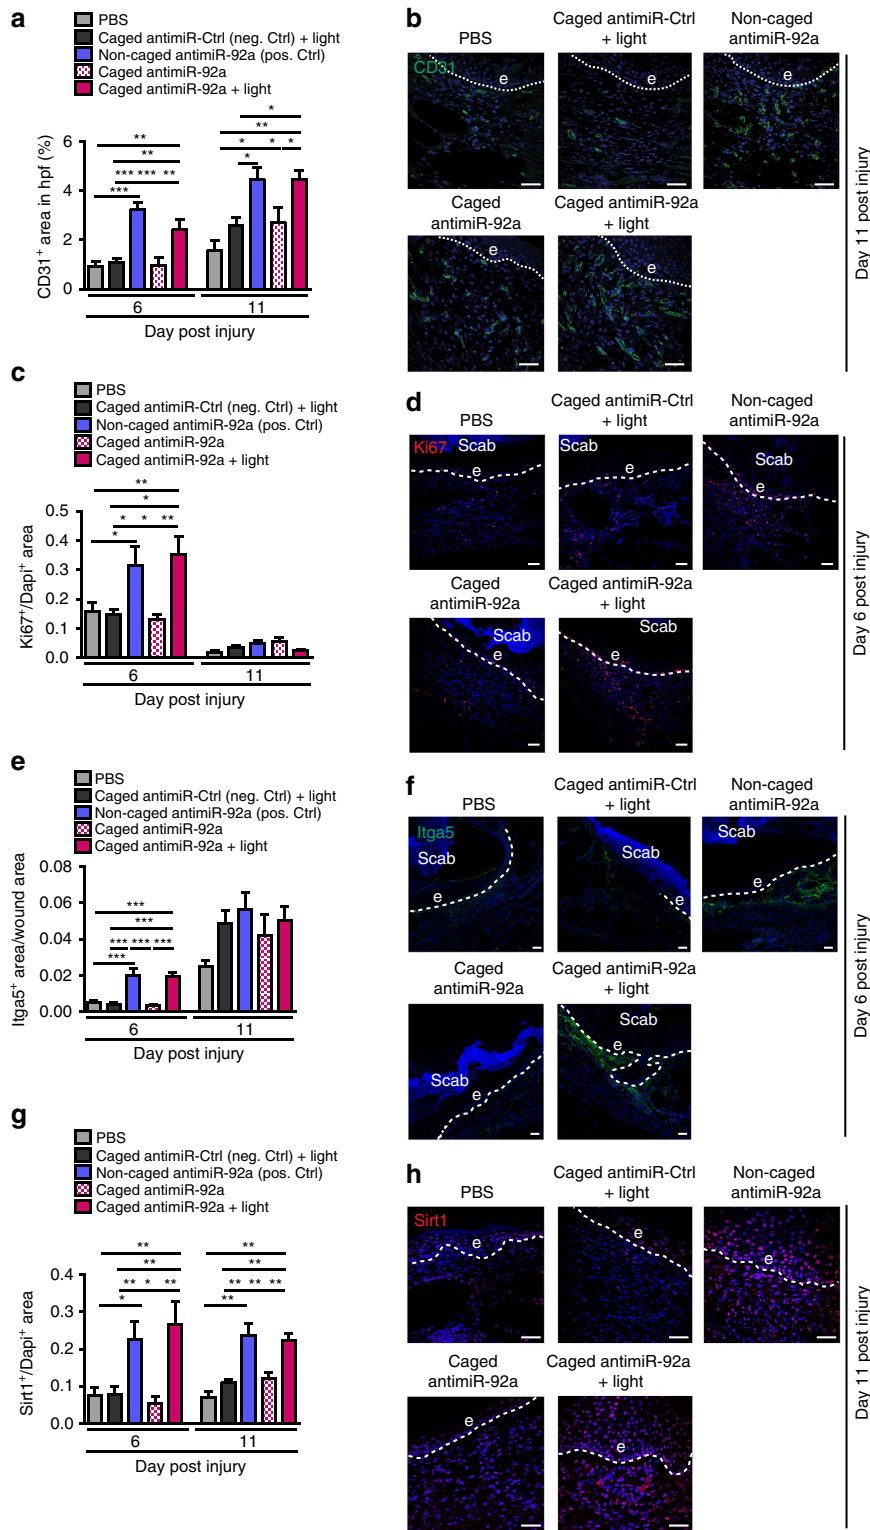 a
PBS
Caged antimiR-Ctrl (neg. Ctrl) + light
Non-caged antimiR-92a (pos. Ctrl)
Caged antimiR-92a
Caged antimiR-92a + light
CD31+ area in hpf (%)
6
4
2
0
**
**
*** *** **
***
*
**
* * *
*
6 11
Day post injury
b
PBS
Caged antimiR-Ctrl
+ light
Non-caged
antimiR-92a
CD31
e
e
e
Caged
antimiR-92a
Caged antimiR-92a
+ light
e
e
Day 11 post injury
c
PBS
Caged antimiR-Ctrl (neg. Ctrl) + light
Non-caged antimiR-92a (pos. Ctrl)
Caged antimiR-92a
Caged antimiR-92a + light
Ki67+/Dapi+ area
0.5
0.4
0.3
0.2
0.1
0.0
**
*
* * **
*
6 11
Day post injury
d
PBS
Caged antimiR-Ctrl
+ light
Non-caged
antimiR-92a
Ki67
Scab
e
Scab
e
Scab
e
Caged
antimiR-92a
Caged antimiR-92a
+ light
Scab
e
Scab
e
Day 6 post injury
e
PBS
Caged antimiR-Ctrl (neg. Ctrl) + light
Non-caged antimiR-92a (pos. Ctrl)
Caged antimiR-92a
Caged antimiR-92a + light
Itga5+ area/wound area
0.08
0.06
0.04
0.02
0.00
***
***
*** *** ***
***
6 11
Day post injury
f
PBS
Caged antimiR-Ctrl
+ light
Non-caged
antimiR-92a
Itga5
Scab
e
Scab
e
Scab
e
Caged
antimiR-92a
Caged antimiR-92a
+ light
Scab
e
Scab
e
Day 6 post injury
g
PBS
Caged antimiR-Ctrl (neg. Ctrl) + light
Non-caged antimiR-92a (pos. Ctrl)
Caged antimiR-92a
Caged antimiR-92a + light
Sirt1+/Dapi+ area
0.4
0.3
0.2
0.1
0.0
**
**
** * **
*
**
**
** ** **
**
6 11
Day post injury
h
PBS
Caged antimiR-Ctrl
+ light
Non-caged
antimiR-92a
Sirt1
e
e
e
Caged
antimiR-92a
Caged antimiR-92a
+ light
e
e
Day 11 post injury